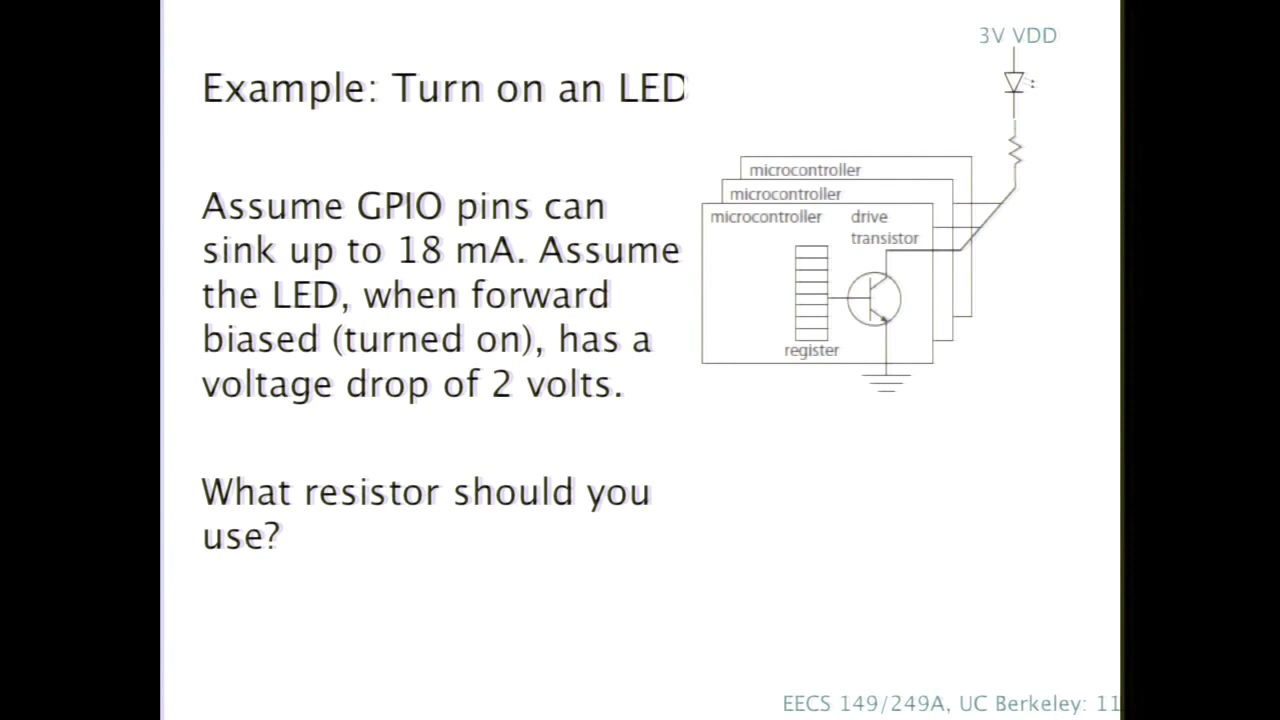 3V VDD
Example: Turn on an LED
Assume GPIO pins can
sink up to 18 mA. Assume
the LED, when forward
biased (turned on), has a
voltage drop of 2 volts.
What resistor should you
use?
microcontroller
microcontroller
microcontroller drive
transistor
register
EECS 149/249A, UC Berkeley: 11